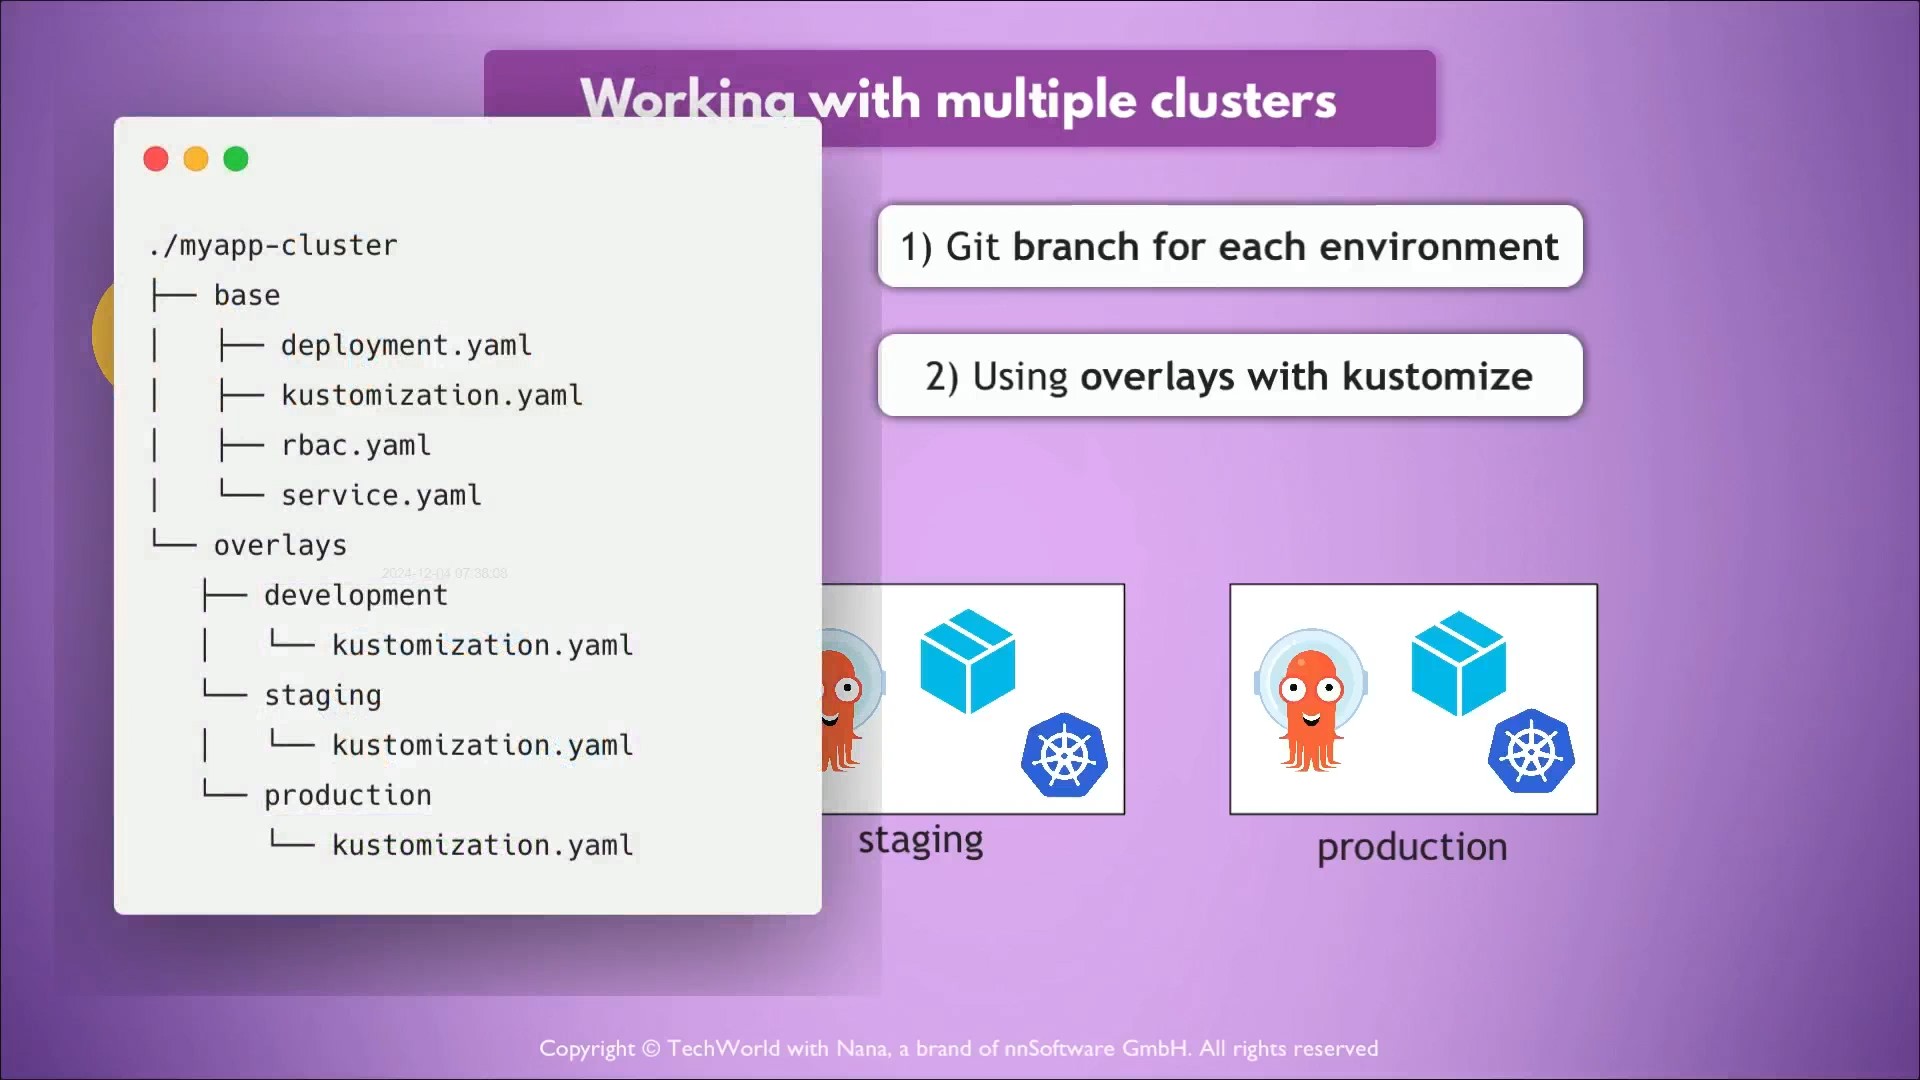 Working with multiple clusters
./myapp-cluster
├── base
│   ├── deployment.yaml
│   ├── kustomization.yaml
│   ├── rbac.yaml
│   └── service.yaml
└── overlays
   ├── development
   │   └── kustomization.yaml
   └── staging
   │   └── kustomization.yaml
   └── production
       └── kustomization.yaml
2024-12-04 07:38:08
1) Git branch for each environment
2) Using overlays with kustomize
staging
production
Copyright © TechWorld with Nana, a brand of nnSoftware GmbH. All rights reserved